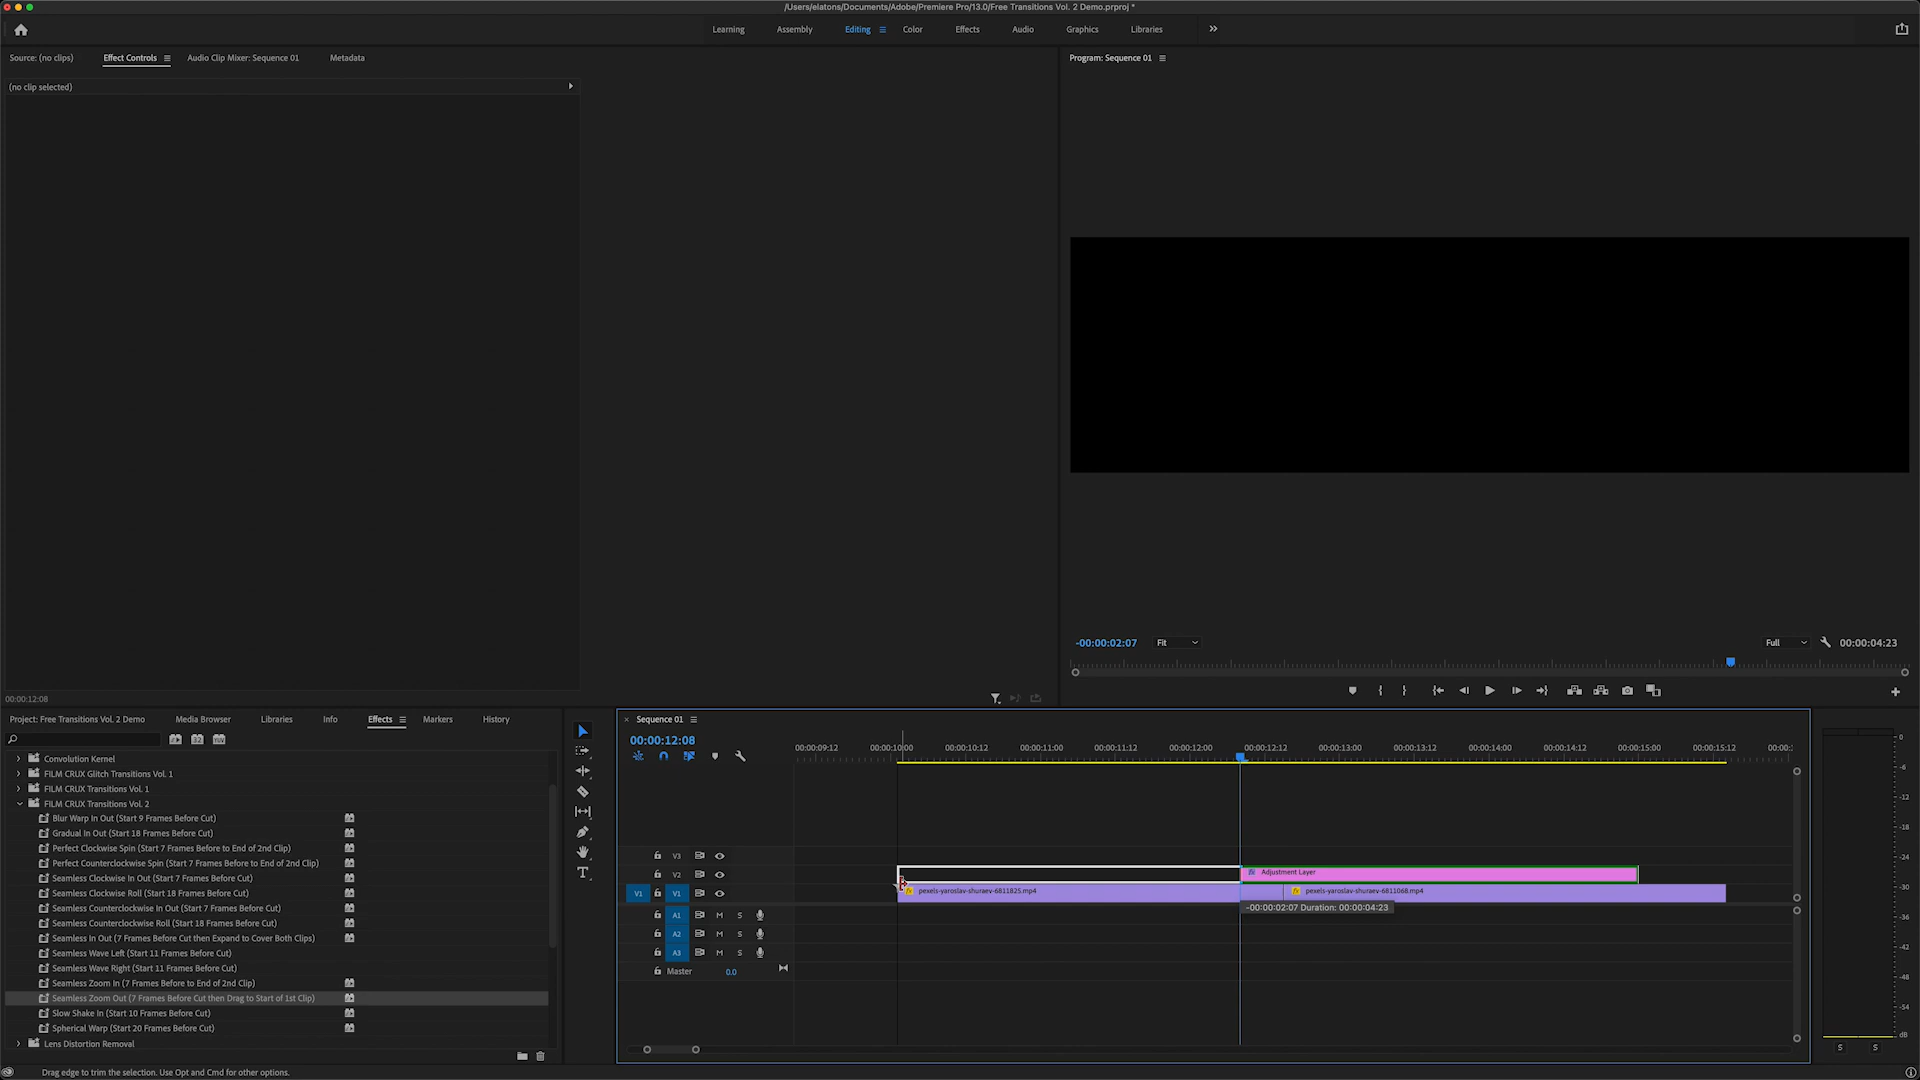 /Users/elatons/Documents/Adobe/Premiere Pro/13.0/Free Transitions Vol. 2 Demo.prproj *
Learning Assembly Editing Color Effects Audio Graphics Libraries
Source: (no clips) Effect Controls Audio Clip Mixer: Sequence 01 Metadata
Program: Sequence 01
(no clip selected)
-00:00:02:07 Fit Full 00:00:04:23
00:00:12:08
Project: Free Transitions Vol. 2 Demo Media Browser Libraries Info Effects Markers History
Convolution Kernel
FILM CRUX Glitch Transitions Vol. 1
FILM CRUX Transitions Vol. 1
FILM CRUX Transitions Vol. 2
Blur Warp In Out (Start 9 Frames Before Cut)
Gradual In Out (Start 18 Frames Before Cut)
Perfect Clockwise Spin (Start 7 Frames Before to End of 2nd Clip)
Perfect Counterclockwise Spin (Start 7 Frames Before to End of 2nd Clip)
Seamless Clockwise In Out (Start 7 Frames Before Cut)
Seamless Clockwise Roll (Start 18 Frames Before Cut)
Seamless Counterclockwise In Out (Start 7 Frames Before Cut)
Seamless Counterclockwise Roll (Start 18 Frames Before Cut)
Seamless In Out (7 Frames Before Cut then Expand to Cover Both Clips)
Seamless Wave Left (Start 11 Frames Before Cut)
Seamless Wave Right (Start 11 Frames Before Cut)
Seamless Zoom In (7 Frames Before to End of 2nd Clip)
Seamless Zoom Out (7 Frames Before Cut then Drag to Start of 1st Clip)
Slow Shake In (Start 10 Frames Before Cut)
Spherical Warp (Start 20 Frames Before Cut)
Lens Distortion Removal
Sequence 01
00:00:12:08
00:00:09:12 00:00:10:00 00:00:10:12 00:00:11:00 00:00:11:12 00:00:12:00 00:00:12:12 00:00:13:00 00:00:13:12 00:00:14:00 00:00:14:12 00:00:15:00 00:00:15:12 00:00:
V3
V2 fx Adjustment Layer
V1 V1 fx pexels-yaroslav-shuraev-6811825.mp4 fx pexels-yaroslav-shuraev-6811068.mp4
-00:00:02:07 Duration: 00:00:04:23
A1 M S
A2 M S
A3 M S
Master 0.0
0
-6
-12
-18
-24
-30
-36
-42
-48
-54
dB
S S
Drag edge to trim the selection. Use Opt and Cmd for other options.